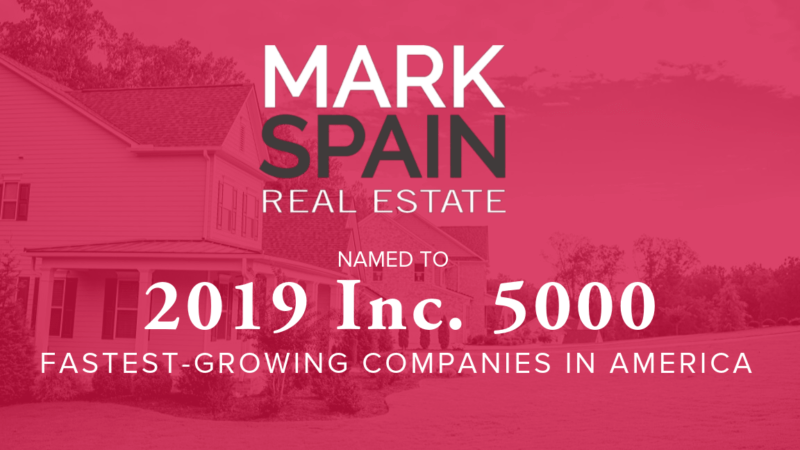 MARK
SPAIN
REAL ESTATE
NAMED TO
2019 Inc. 5000
FASTEST-GROWING COMPANIES IN AMERICA